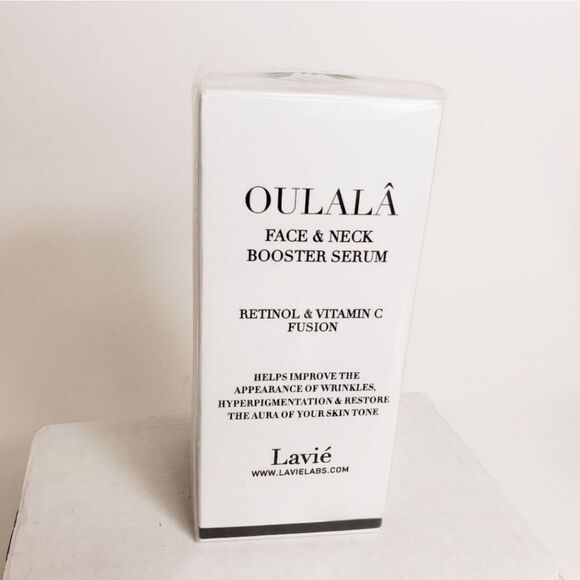 OULALÂ
FACE & NECK
BOOSTER SERUM
RETINOL & VITAMIN C
FUSION
HELPS IMPROVE THE
APPEARANCE OF WRINKLES,
HYPERPIGMENTATION & RESTORE
THE AURA OF YOUR SKIN TONE
Lavié
WWW.LAVIELABS.COM